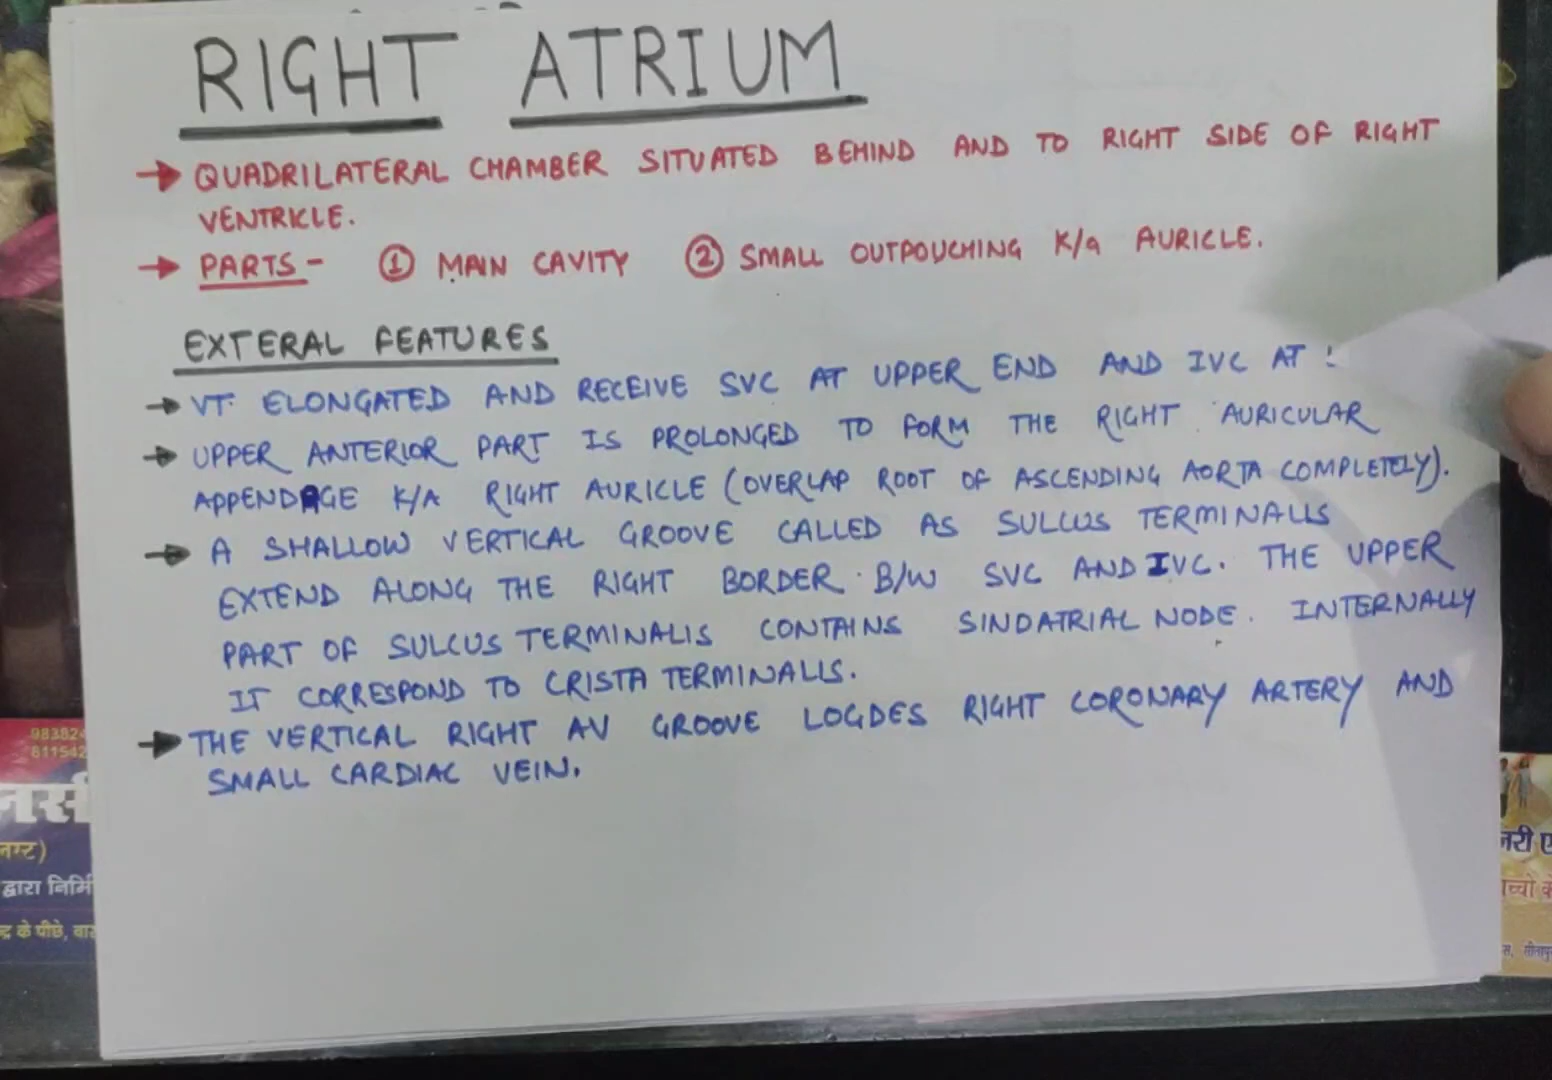 RIGHT ATRIUM
→ QUADRILATERAL CHAMBER SITUATED BEHIND AND TO RIGHT SIDE OF RIGHT
VENTRICLE.
→ PARTS - ① MAIN CAVITY ② SMALL OUTPOUCHING K/a AURICLE.
EXTERAL FEATURES
→ VT. ELONGATED AND RECEIVE SVC AT UPPER END AND IVC AT
→ UPPER ANTERIOR PART IS PROLONGED TO FORM THE RIGHT AURICULAR
APPENDAGE K/A RIGHT AURICLE (OVERLAP ROOT OF ASCENDING AORTA COMPLETELY).
→ A SHALLOW VERTICAL GROOVE CALLED AS SULCUS TERMINALIS
EXTEND ALONG THE RIGHT BORDER B/W SVC AND IVC. THE UPPER
PART OF SULCUS TERMINALIS CONTAINS SINOATRIAL NODE. INTERNALLY
IT CORRESPOND TO CRISTA TERMINALIS.
→ THE VERTICAL RIGHT AV GROOVE LOGDES RIGHT CORONARY ARTERY AND
SMALL CARDIAC VEIN.
98382
81154
द्वारा
के पीछे,